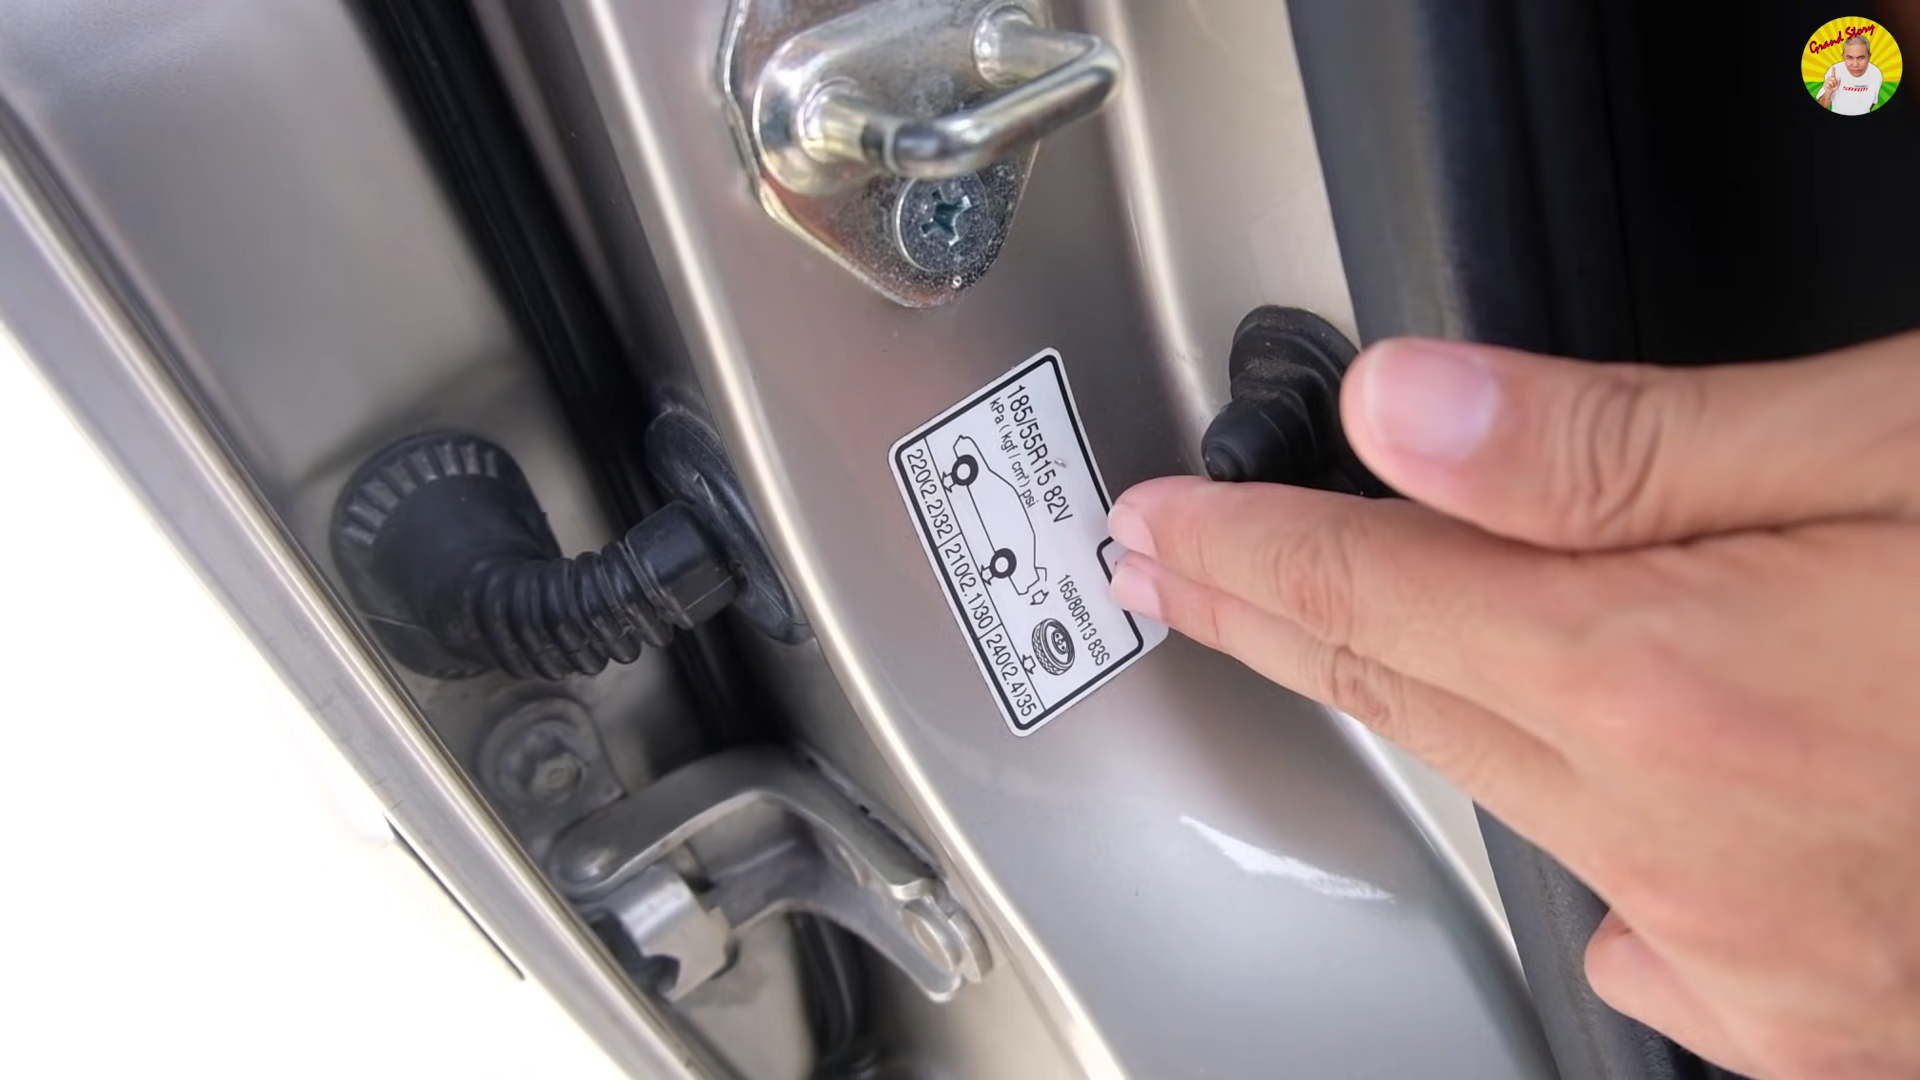 Grand Story
SRAM
185/55R15 82V
kPa ( kgf / cm² ) psi
165/80R13 83S
220(2.2)32 210(2.1)30 240(2.4)35